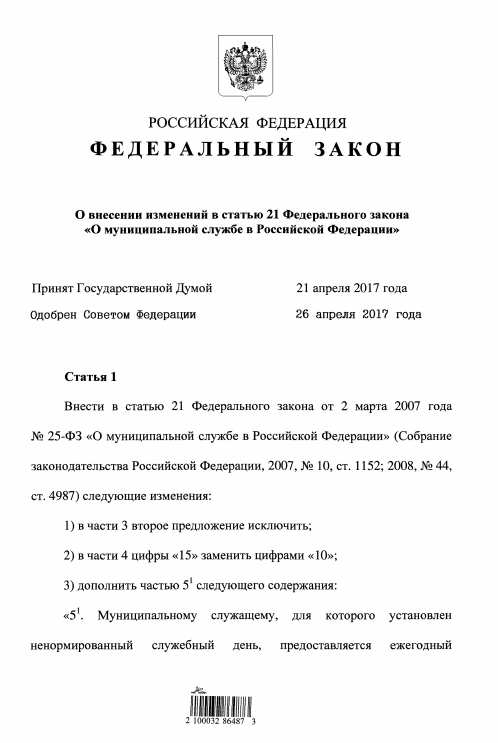 РОССИЙСКАЯ ФЕДЕРАЦИЯ
ФЕДЕРАЛЬНЫЙ ЗАКОН
О внесении изменений в статью 21 Федерального закона
«О муниципальной службе в Российской Федерации»
Принят Государственной Думой 21 апреля 2017 года
Одобрен Советом Федерации 26 апреля 2017 года
Статья 1
Внести в статью 21 Федерального закона от 2 марта 2007 года
№ 25-ФЗ «О муниципальной службе в Российской Федерации» (Собрание
законодательства Российской Федерации, 2007, № 10, ст. 1152; 2008, № 44,
ст. 4987) следующие изменения:
1) в части 3 второе предложение исключить;
2) в части 4 цифры «15» заменить цифрами «10»;
3) дополнить частью 5¹ следующего содержания:
«5¹. Муниципальному служащему, для которого установлен
ненормированный служебный день, предоставляется ежегодный
2 100032 86487 3